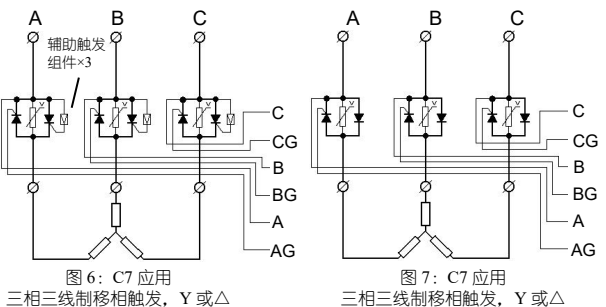 A B C
辅助触发
组件×3
C
CG
B
BG
A
AG
图 6：C7 应用
三相三线制移相触发，Y 或△
A B C
C
CG
B
BG
A
AG
图 7：C7 应用
三相三线制移相触发，Y 或△